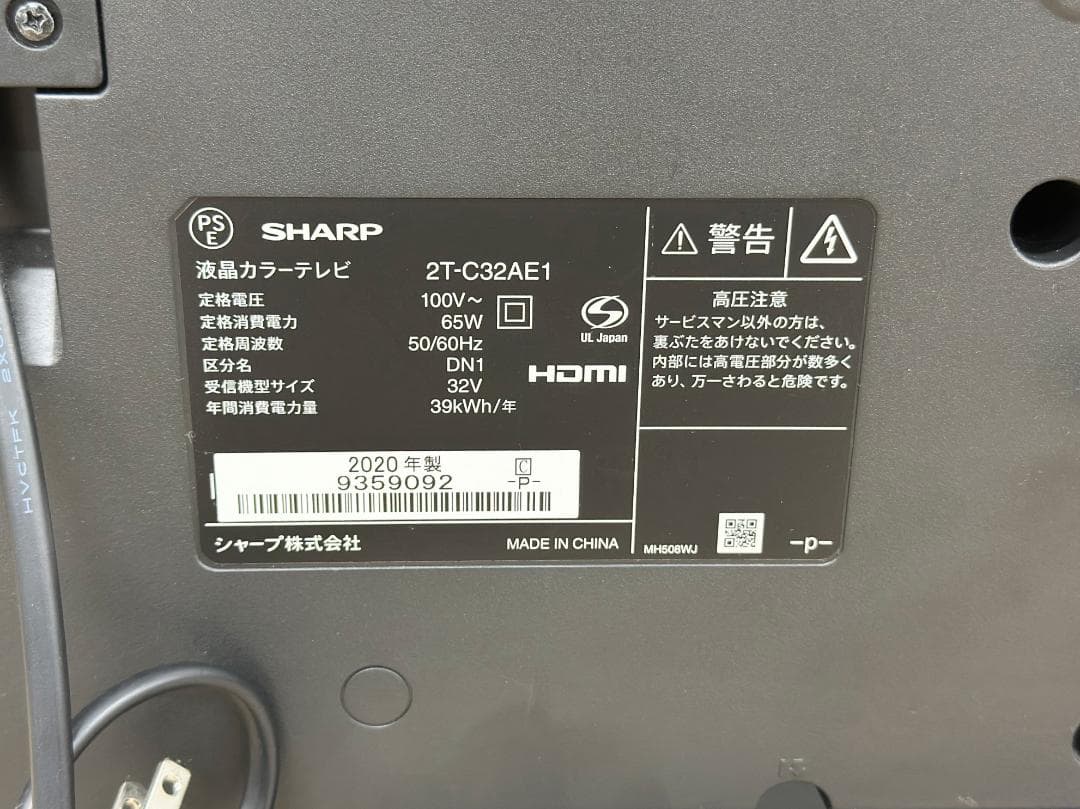 PS
E
SHARP
液晶カラーテレビ 2T-C32AE1
定格電圧 100V～
定格消費電力 65W
定格周波数 50/60Hz
区分名 DN1
受信機型サイズ 32V
年間消費電力量 39kWh/年
UL Japan
HDMI
2020 年製 C
9359092 -P-
シャープ株式会社 MADE IN CHINA
警告
高圧注意
サービスマン以外の方は、
裏ぶたをあけないでください。
内部には高電圧部分が数多く
あり、万一さわると危険です。
MH508WJ -p-
HVCTFK